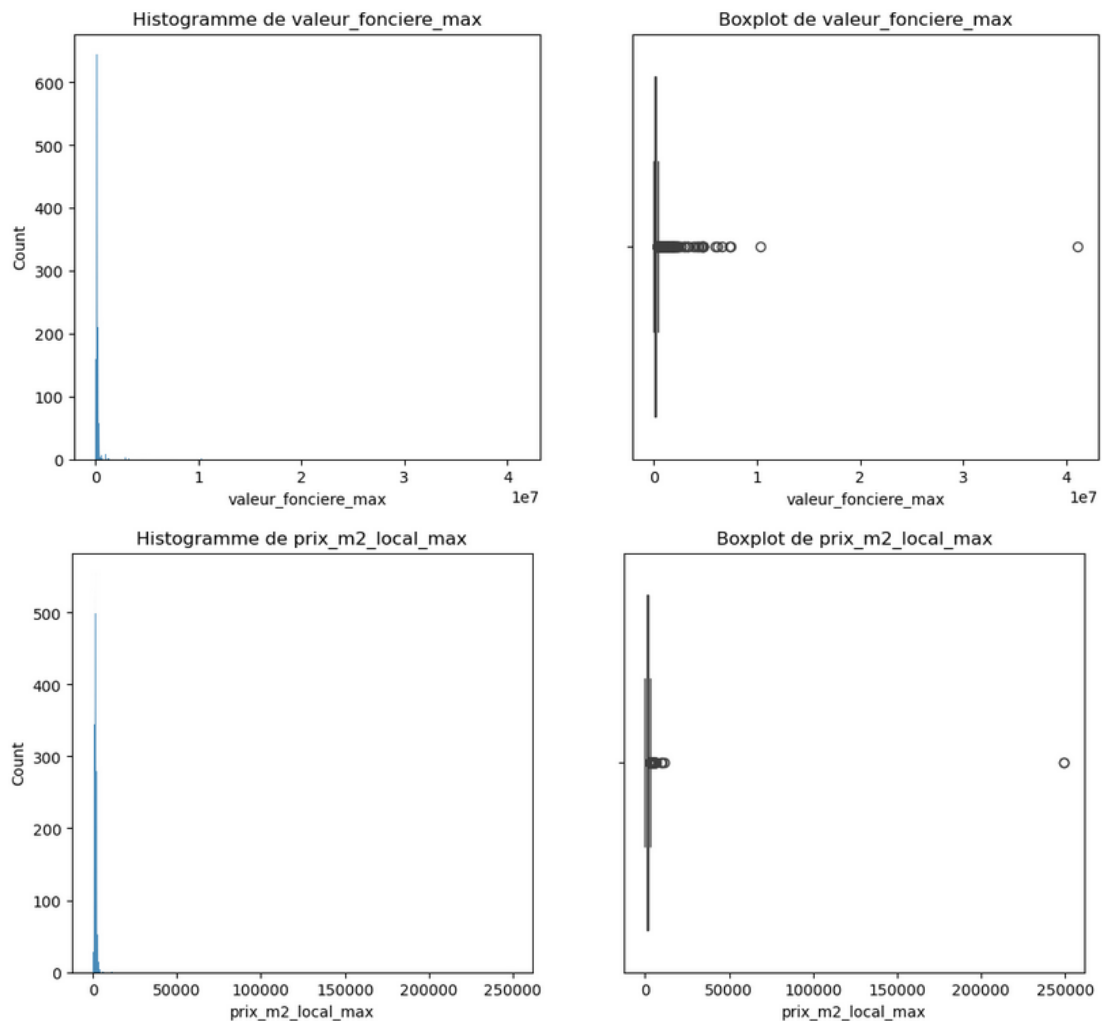 Histogramme de valeur_fonciere_max
Boxplot de valeur_fonciere_max
600
500
400
300
200
100
0
Count
0 1 2 3 4
1e7
valeur_fonciere_max
0 1 2 3 4
1e7
valeur_fonciere_max
Histogramme de prix_m2_local_max
Boxplot de prix_m2_local_max
500
400
300
200
100
0
Count
0 50000 100000 150000 200000 250000
prix_m2_local_max
0 50000 100000 150000 200000 250000
prix_m2_local_max